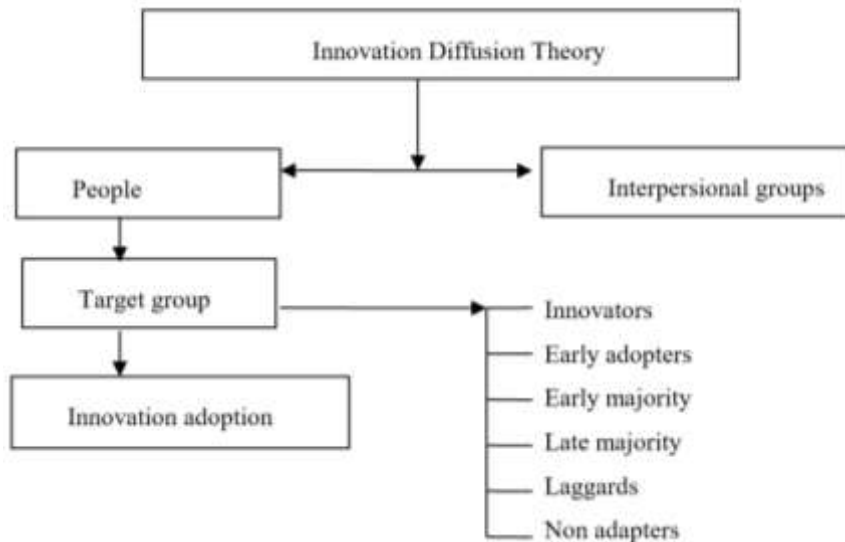 Innovation Diffusion Theory
People
Interpersional groups
Target group
Innovation adoption
Innovators
Early adopters
Early majority
Late majority
Laggards
Non adapters